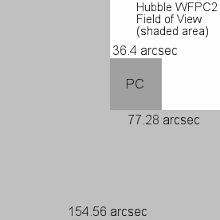 Hubble WFPC2
Field of View
(shaded area)
36.4 arcsec
PC
77.28 arcsec
154.56 arcsec